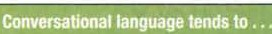 Conversational language tends to . . .